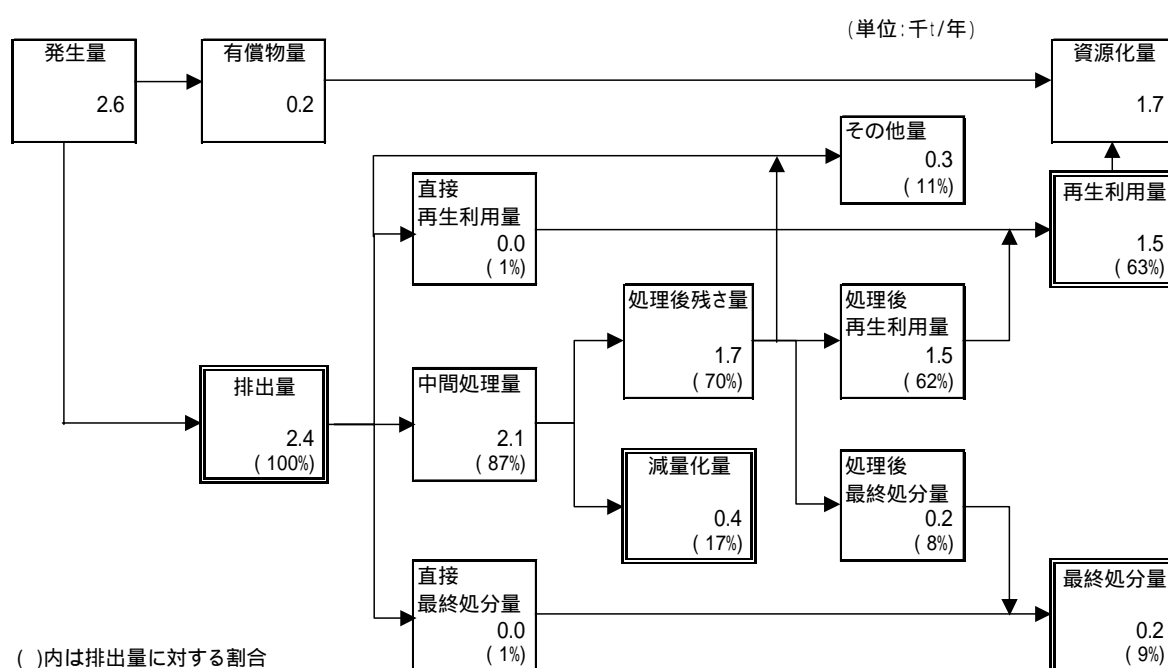 (単位:千t/年)
発生量
2.6
有償物量
0.2
資源化量
1.7
その他量
0.3
( 11%)
直接
再生利用量
0.0
( 1%)
再生利用量
1.5
( 63%)
処理後残さ量
1.7
( 70%)
処理後
再生利用量
1.5
( 62%)
排出量
2.4
( 100%)
中間処理量
2.1
( 87%)
減量化量
0.4
( 17%)
処理後
最終処分量
0.2
( 8%)
直接
最終処分量
0.0
( 1%)
最終処分量
0.2
( 9%)
( )内は排出量に対する割合